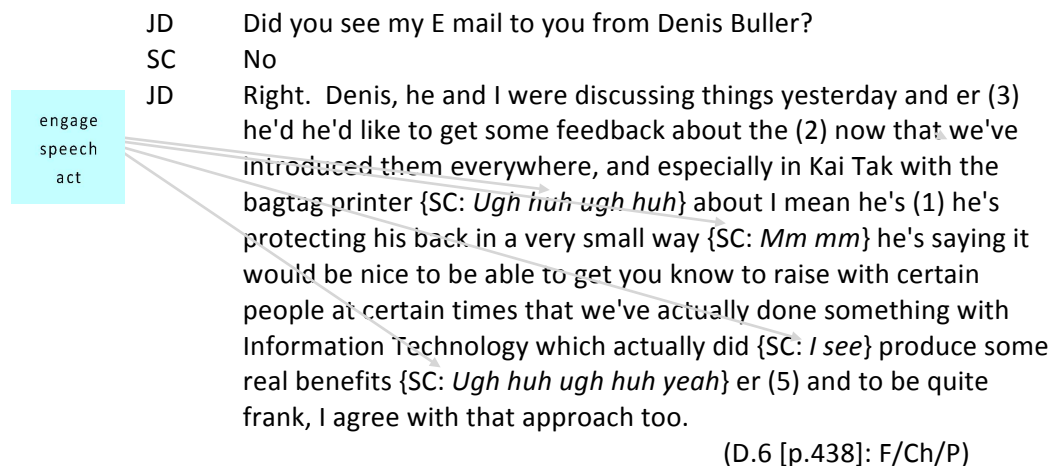 JD Did you see my E mail to you from Denis Buller?
SC No
JD Right. Denis, he and I were discussing things yesterday and er (3)
he'd he'd like to get some feedback about the (2) now that we've
introduced them everywhere, and especially in Kai Tak with the
bagtag printer {SC: Ugh huh ugh huh} about I mean he's (1) he's
protecting his back in a very small way {SC: Mm mm} he's saying it
would be nice to be able to get you know to raise with certain
people at certain times that we've actually done something with
Information Technology which actually did {SC: I see} produce some
real benefits {SC: Ugh huh ugh huh yeah} er (5) and to be quite
frank, I agree with that approach too.
(D.6 [p.438]: F/Ch/P)
engage
speech
act